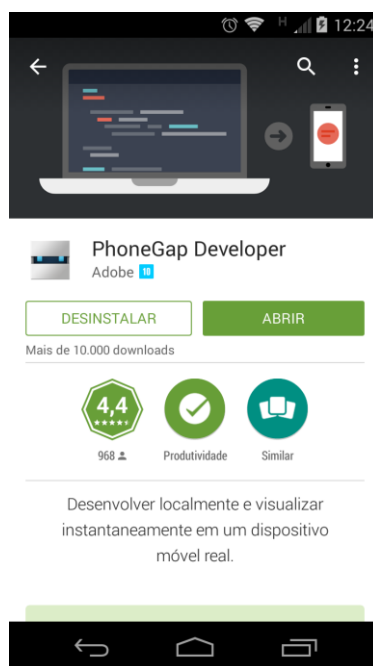 H 12:24
PhoneGap Developer
Adobe 10
DESINSTALAR ABRIR
Mais de 10.000 downloads
4,4
968 Produtividade Similar
Desenvolver localmente e visualizar
instantaneamente em um dispositivo
móvel real.